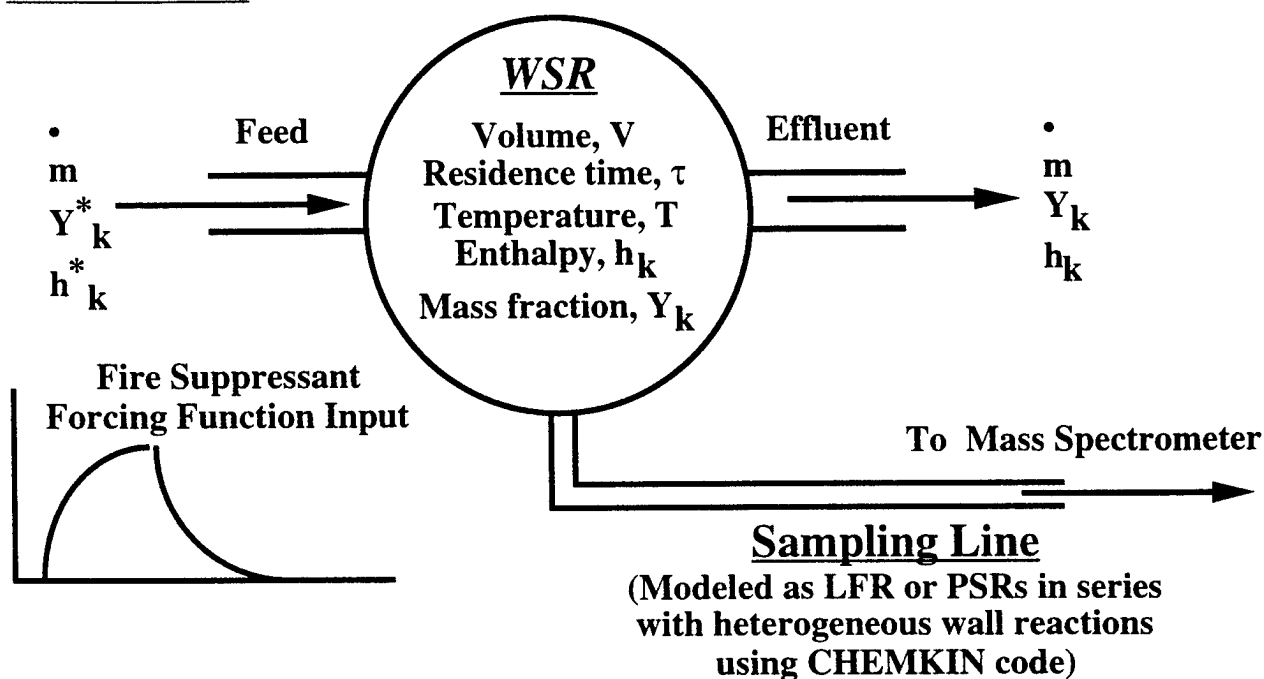 WSR
Volume, V
Residence time, τ
Temperature, T
Enthalpy, hk
Mass fraction, Yk
Feed
•
m
Y*k
h*k
Effluent
•
m
Yk
hk
Fire Suppressant
Forcing Function Input
To Mass Spectrometer
Sampling Line
(Modeled as LFR or PSRs in series
with heterogeneous wall reactions
using CHEMKIN code)